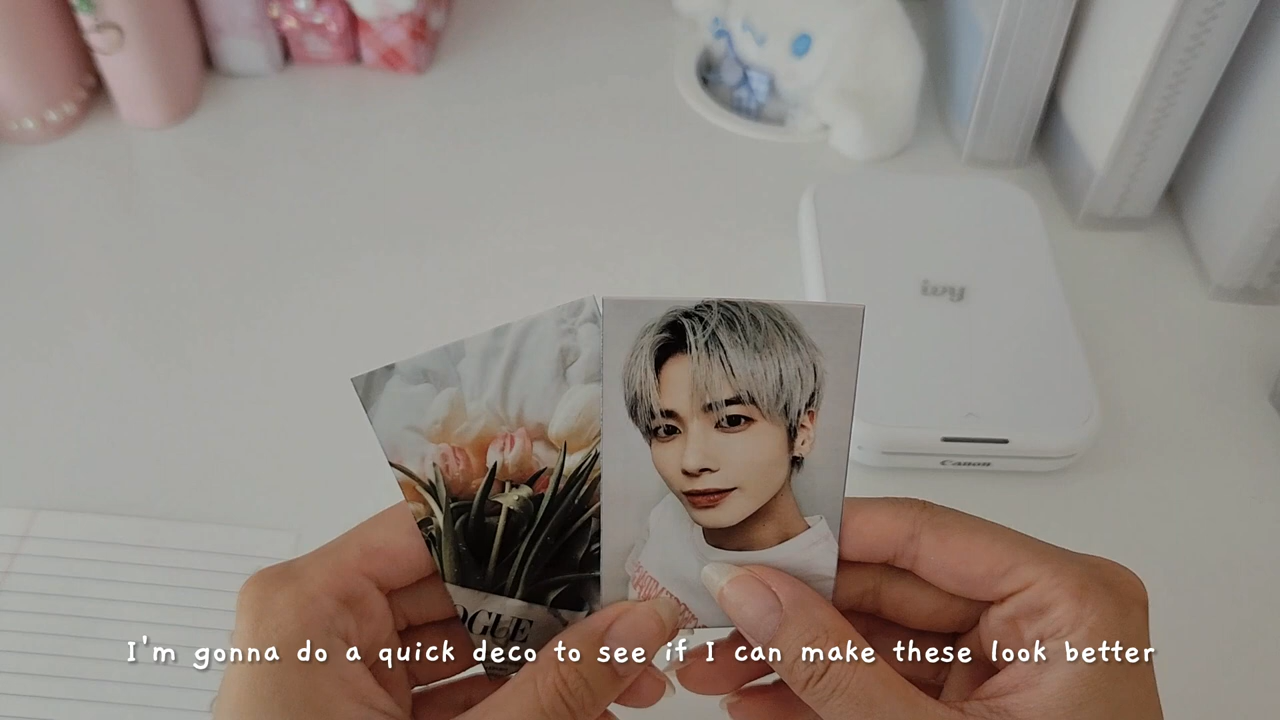 ivy
Canon
OGUE
I'm gonna do a quick deco to see if I can make these look better